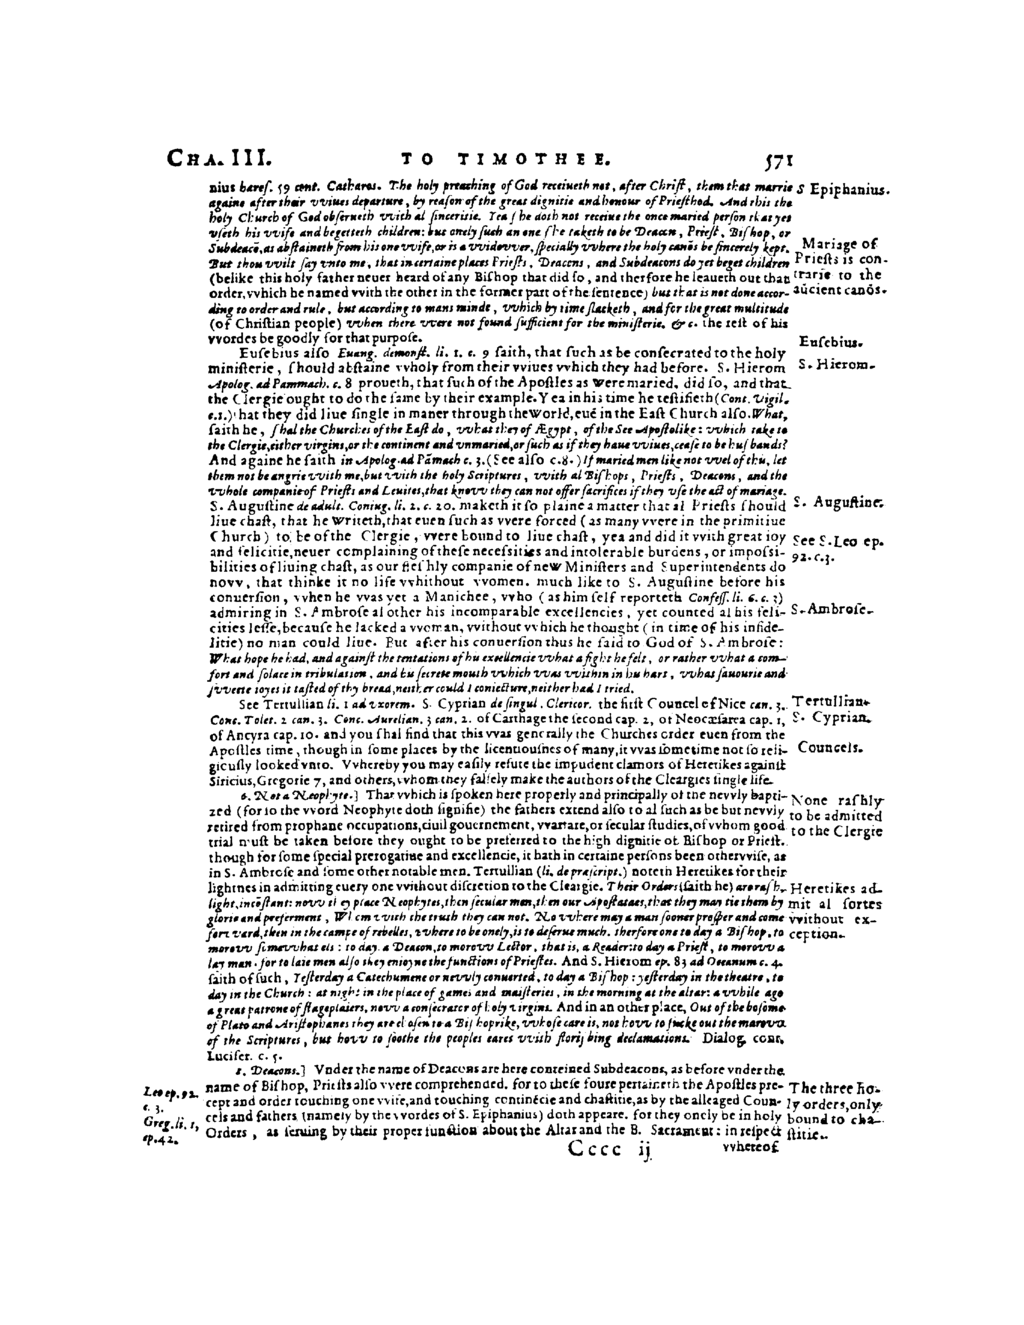 CHA. III. TO TIMOTHEE. 571
nius hæres. 59 cont. Catharos. The holy preaching of God receiueth not, after Christ, them that marrie
againe after their vviues departure, by reason of the great dignitie and honour of Priesthod. And this the
holy Church of God obserueth vvith al sinceritie. Yea she doth not receiue the once maried person that yet
vseth his vvife and begetteth children: but onely such an one she taketh to be Deacon, Priest, Bishop, or
Subdeacō, as abstaineth from his one vvife, or is a vvidovver, specially vvhere the holy canōs be sincerely kept.
But thou vvilt say vnto me, that in certaine places Priests, Deacons, and Subdeacons do yet beget children
(belike this holy father neuer heard of any Bishop that did so, and therfore he leaueth out that
order, vvhich he named vvith the other in the former part of the sentence) but that is not done accor-
ding to order and rule, but according to mans minde, vvhich by time slacketh, and for the great multitude
(of Christian people) vvhen there vvere not found sufficient for the ministerie. &c. the rest of his
vvordes be goodly for that purpose.
Eusebius also Euang. demonst. li. 1. c. 9 saith, that such as be consecrated to the holy
ministerie, should abstaine vvholy from their vviues vvhich they had before. S. Hierom
Apolog. ad Pammach. c. 8 proueth, that such of the Apostles as were maried, did so, and that
the Clergie ought to do the same by their example. Yea in his time he testifieth (Cont. Vigil.
c. 1.) that they did liue single in maner through the world, euē in the East Church also. What,
saith he, shal the Churches of the East do, vvhat they of Ægypt, of the See Apostolike: vvhich take to
the Clergie, either virgins, or the continent and vnmaried, or such as if they haue vviues, cease to be husbands?
And againe he saith in Apolog. ad Pāmach c. 3. (See also c. 8.) If maried men like not vvel of this, let
them not be angrie vvith me, but vvith the holy Scriptures, vvith al Bishops, Priests, Deacons, and the
vvhole companie of Priests and Leuites, that knovv they can not offer sacrifices if they vse the act of mariage.
S. Augustine de adult. Coniug. li. 2. c. 20. maketh it so plaine a matter that al Priests should
liue chast, that he writeth, that euen such as vvere forced (as many vvere in the primitiue
Church) to be of the Clergie, vvere bound to liue chast, yea and did it vvith great ioy
and felicitie, neuer complaining of these necessities and intolerable burdens, or impossi-
bilities of liuing chast, as our fleshly companie of new Ministers and Superintendents do
novv, that thinke it no life vvhithout vvomen. much like to S. Augustine before his
conuersion, vvhen he vvas yet a Manichee, vvho (as him self reporteth Confess. li. 6. c. 3)
admiring in S. Ambrose al other his incomparable excellencies, yet counted al his feli-
cities lesse, because he lacked a vvoman, vvithout vvhich he thought (in time of his infide-
litie) no man could liue. But after his conuersion thus he said to God of S. Ambrose:
What hope he had, and against the tentations of his excellencie vvhat a fight he felt, or rather vvhat a com-
fort and solace in tribulation, and his secrete mouth vvhich vvas vvithin in his hart, vvhat sauourie and
svveete ioyes it tasted of thy bread, neither could I coniecture, neither had I tried.
See Tertullian li. 1 ad vxorem. S. Cyprian de singul. Clericor. the first Councel of Nice can. 3.
Conc. Tolet. 2 can. 3. Conc. Aurelian. 3 can. 2. of Carthage the second cap. 2, of Neocæsarea cap. 1,
of Ancyra cap. 10. and you shal find that this vvas generally the Churches order euen from the
Apostles time, though in some places by the licentiousnes of many, it vvas sometime not so reli-
giously looked vnto. Vvhereby you may easily refute the impudent clamors of Heretikes against
Siricius, Gregorie 7, and others, vvhom they falsely make the authors of the Cleargies single life.
6. Not a Neophyte.] That vvhich is spoken here properly and principally of the nevvly bapti-
zed (for so the vvord Neophyte doth signifie) the fathers extend also to al such as be but nevvly
retired from prophane occupations, ciuil gouernement, vvarfare, or secular studies, of vvhom good
trial must be taken before they ought to be preferred to the high dignitie of Bishop or Priest.
though for some special prerogatiue and excellencie, it hath in certaine persons been othervvise, as
in S. Ambrose and some other notable men. Tertullian (li. de præscript.) noteth Heretikes for their
lightnes in admitting euery one vvithout discretion to the Cleargie. Their Orders (saith he) are rash,
light, incōstant: novv they place Neophytes, then secular men, then our Apostataes, that they may tie them by
glorie and preferment, Whom vvith the truth they can not. No vvhere may a man sooner prosper and come
forvvard, then in the campe of rebelles, vvhere to be onely, is to deserue much. therfore one to day a Bishop, to
morovv somevvhat els: to day a Deacon, to morovv Lector, that is, a Reader: to day a Priest, to morovv a
lay man. for to laie men also they enioyne the functions of Priestes. And S. Hierom ep. 83 ad Oceanum c. 4.
saith of such, Yesterday a Catechumene or nevvly conuerted, to day a Bishop: yesterday in the theatre, to
day in the Church: at night in the place of games and maisteries, in the morning at the altar: a vvhile ago
a great patrone of stageplaiers, novv a consecrater of holy virgins. And in an other place, Out of the bosome
of Plato and Aristophanes they are chosen to a Bishoprike, vvhose care is, not hovv to sucke out the marovv
of the Scriptures, but hovv to soothe the peoples eares vvith florishing declamations. Dialog. cont.
Lucifer. c. 5.
8. Deacons.] Vnder the name of Deacons are here conteined Subdeacons, as before vnder the
name of Bishop, Priests also vvere comprehended. for to these foure pertaineth the Apostles pre-
cept and order touching one vvife, and touching continēcie and chastitie, as by the alleaged Coun-
cels and fathers (namely by the vvordes of S. Epiphanius) doth appeare. for they onely be in holy
Orders, as seruing by their proper function about the Altar and the B. Sacrament: in respect
Cccc ij vvhereof
S Epiphanius.
Mariage of
Priests is con-
trarie to the
aūcient canōs.
Eusebius.
S. Hierom.
S. Augustine.
See S. Leo ep.
92. c. 3.
S. Ambrose.
Tertullian.
S. Cyprian.
Councels.
None rashly
to be admitted
to the Clergie
Heretikes ad-
mit al sortes
vvithout ex-
ception.
The three ho-
ly orders, only
bound to cha-
stitie.
Leo ep. 92.
c. 3.
Greg. li. 1,
ep. 42.